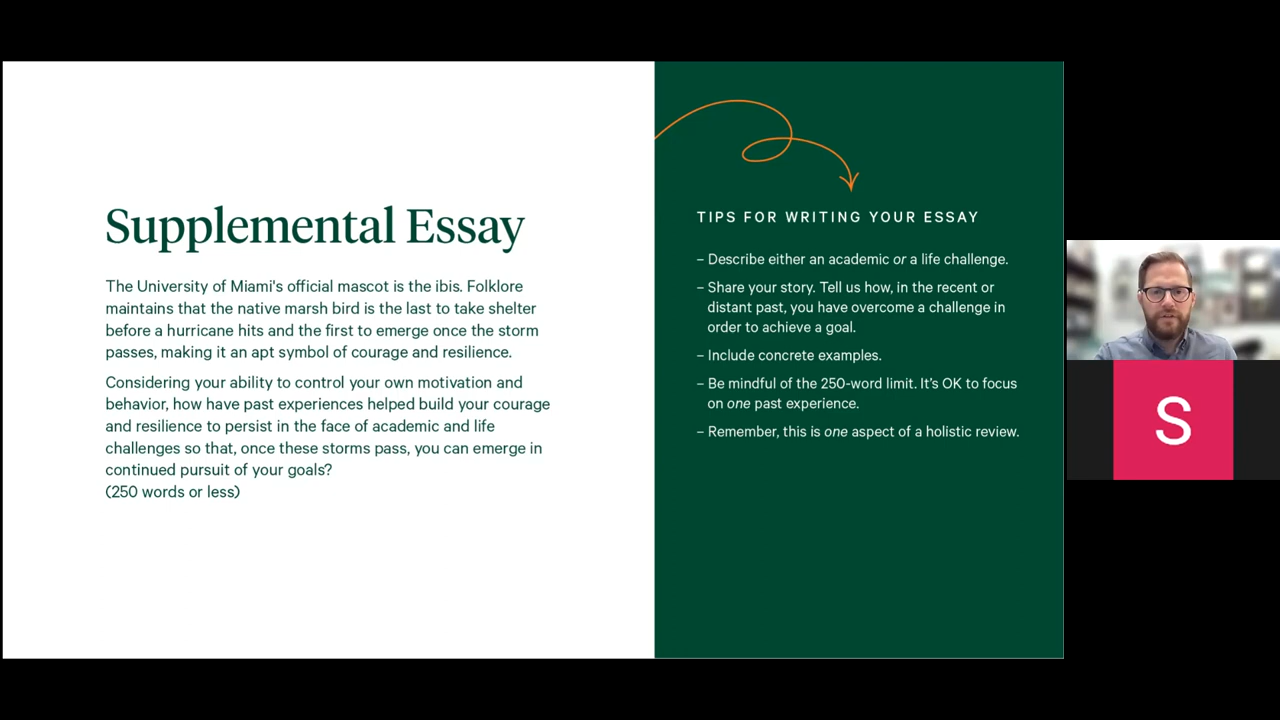 Supplemental Essay
The University of Miami's official mascot is the ibis. Folklore
maintains that the native marsh bird is the last to take shelter
before a hurricane hits and the first to emerge once the storm
passes, making it an apt symbol of courage and resilience.
Considering your ability to control your own motivation and
behavior, how have past experiences helped build your courage
and resilience to persist in the face of academic and life
challenges so that, once these storms pass, you can emerge in
continued pursuit of your goals?
(250 words or less)
TIPS FOR WRITING YOUR ESSAY
– Describe either an academic or a life challenge.
– Share your story. Tell us how, in the recent or
distant past, you have overcome a challenge in
order to achieve a goal.
– Include concrete examples.
– Be mindful of the 250-word limit. It's OK to focus
on one past experience.
– Remember, this is one aspect of a holistic review.
S